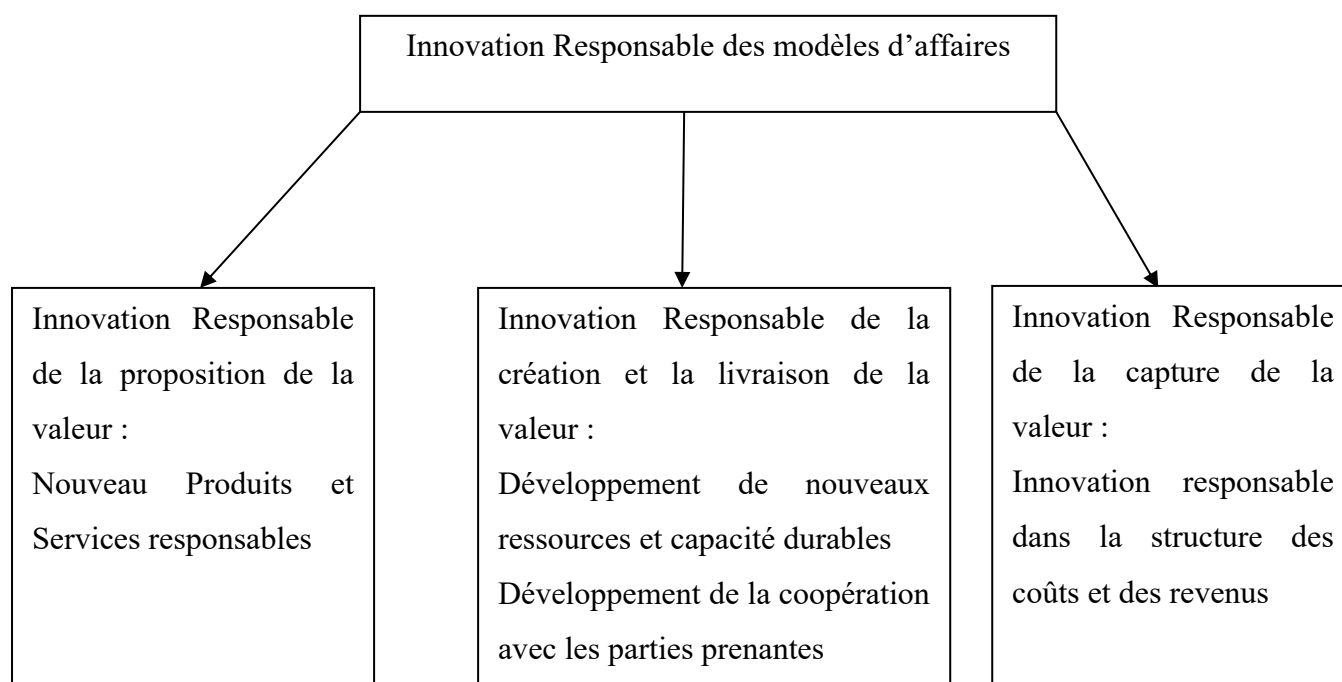 Innovation Responsable des modèles d’affaires
Innovation Responsable
de la proposition de la
valeur :
Nouveau Produits et
Services responsables
Innovation Responsable de la
création et la livraison de la
valeur :
Développement de nouveaux
ressources et capacité durables
Développement de la coopération
avec les parties prenantes
Innovation Responsable
de la capture de la
valeur :
Innovation responsable
dans la structure des
coûts et des revenus